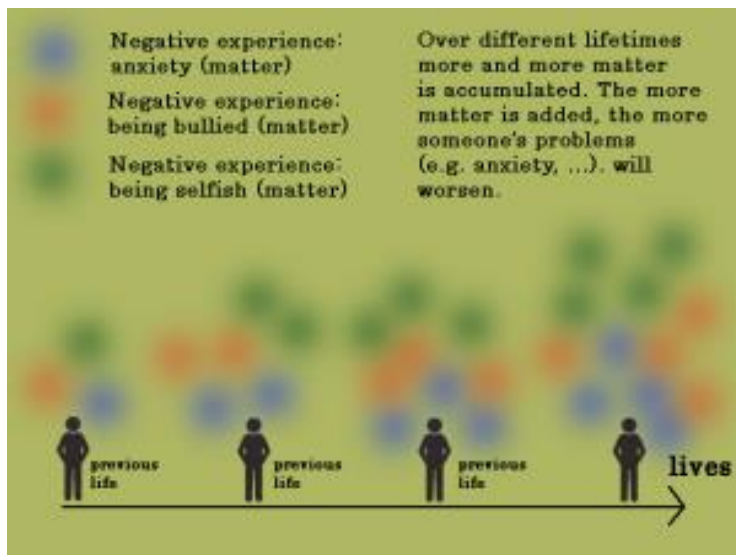 Negative experience:
anxiety (matter)
Negative experience:
being bullied (matter)
Negative experience:
being selfish (matter)
Over different lifetimes
more and more matter
is accumulated. The more
matter is added, the more
someone's problems
(e.g. anxiety, ...). will
worsen.
previous
life
previous
life
previous
life
lives